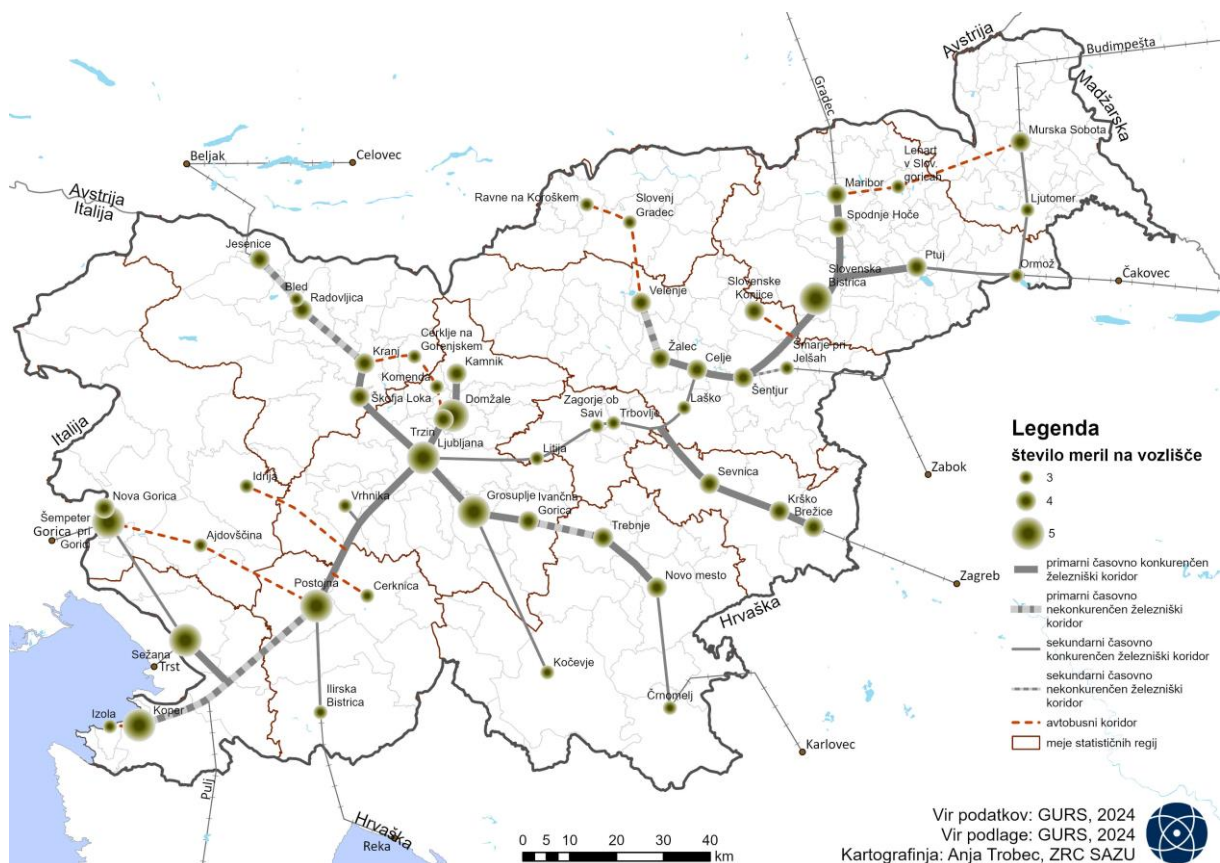 Avstrija
Budimpešta
Madžarska
Gradec
Murska Sobota
Lenart
v Slov.
goricah
Beljak
Celovec
Ravne na Koroškem
Slovenj
Gradec
Maribor
Spodnje Hoče
Ljutomer
Avstrija
Italija
Jesenice
Slovenska
Bistrica
Ptuj
Ormož
Čakovec
Bled
Radovljica
Velenje
Slovenske
Konjice
Cerklje na
Gorenjskem
Kranj
Kamnik
Komenda
Žalec
Celje
Šmarje pri
Jelšah
Šentjur
Škofja Loka
Domžale
Zagorje ob
Savi
Trbovlje
Laško
Trzin
Ljubljana
Litija
Italija
Zabok
Idrija
Vrhnika
Sevnica
Nova Gorica
Grosuplje
Ivančna
Gorica
Krško
Brežice
Šempeter
Gorica pri
Gorici
Trebnje
Ajdovščina
Zagreb
Postojna
Cerknica
Novo mesto
Hrvaška
Sežana
Trst
Kočevje
Črnomelj
Ilirska
Bistrica
Izola
Koper
Karlovec
Pulj
Hrvaška
Reka
Legenda
število meril na vozlišče
3
4
5
primarni časovno konkurenčen
železniški koridor
primarni časovno
nekonkurenčen železniški
koridor
sekundarni časovno
konkurenčen železniški koridor
sekundarni časovno
nekonkurenčen železniški
koridor
avtobusni koridor
meje statističnih regij
0 5 10 20 30 40
km
Vir podatkov: GURS, 2024
Vir podlage: GURS, 2024
Kartografinja: Anja Trobec, ZRC SAZU